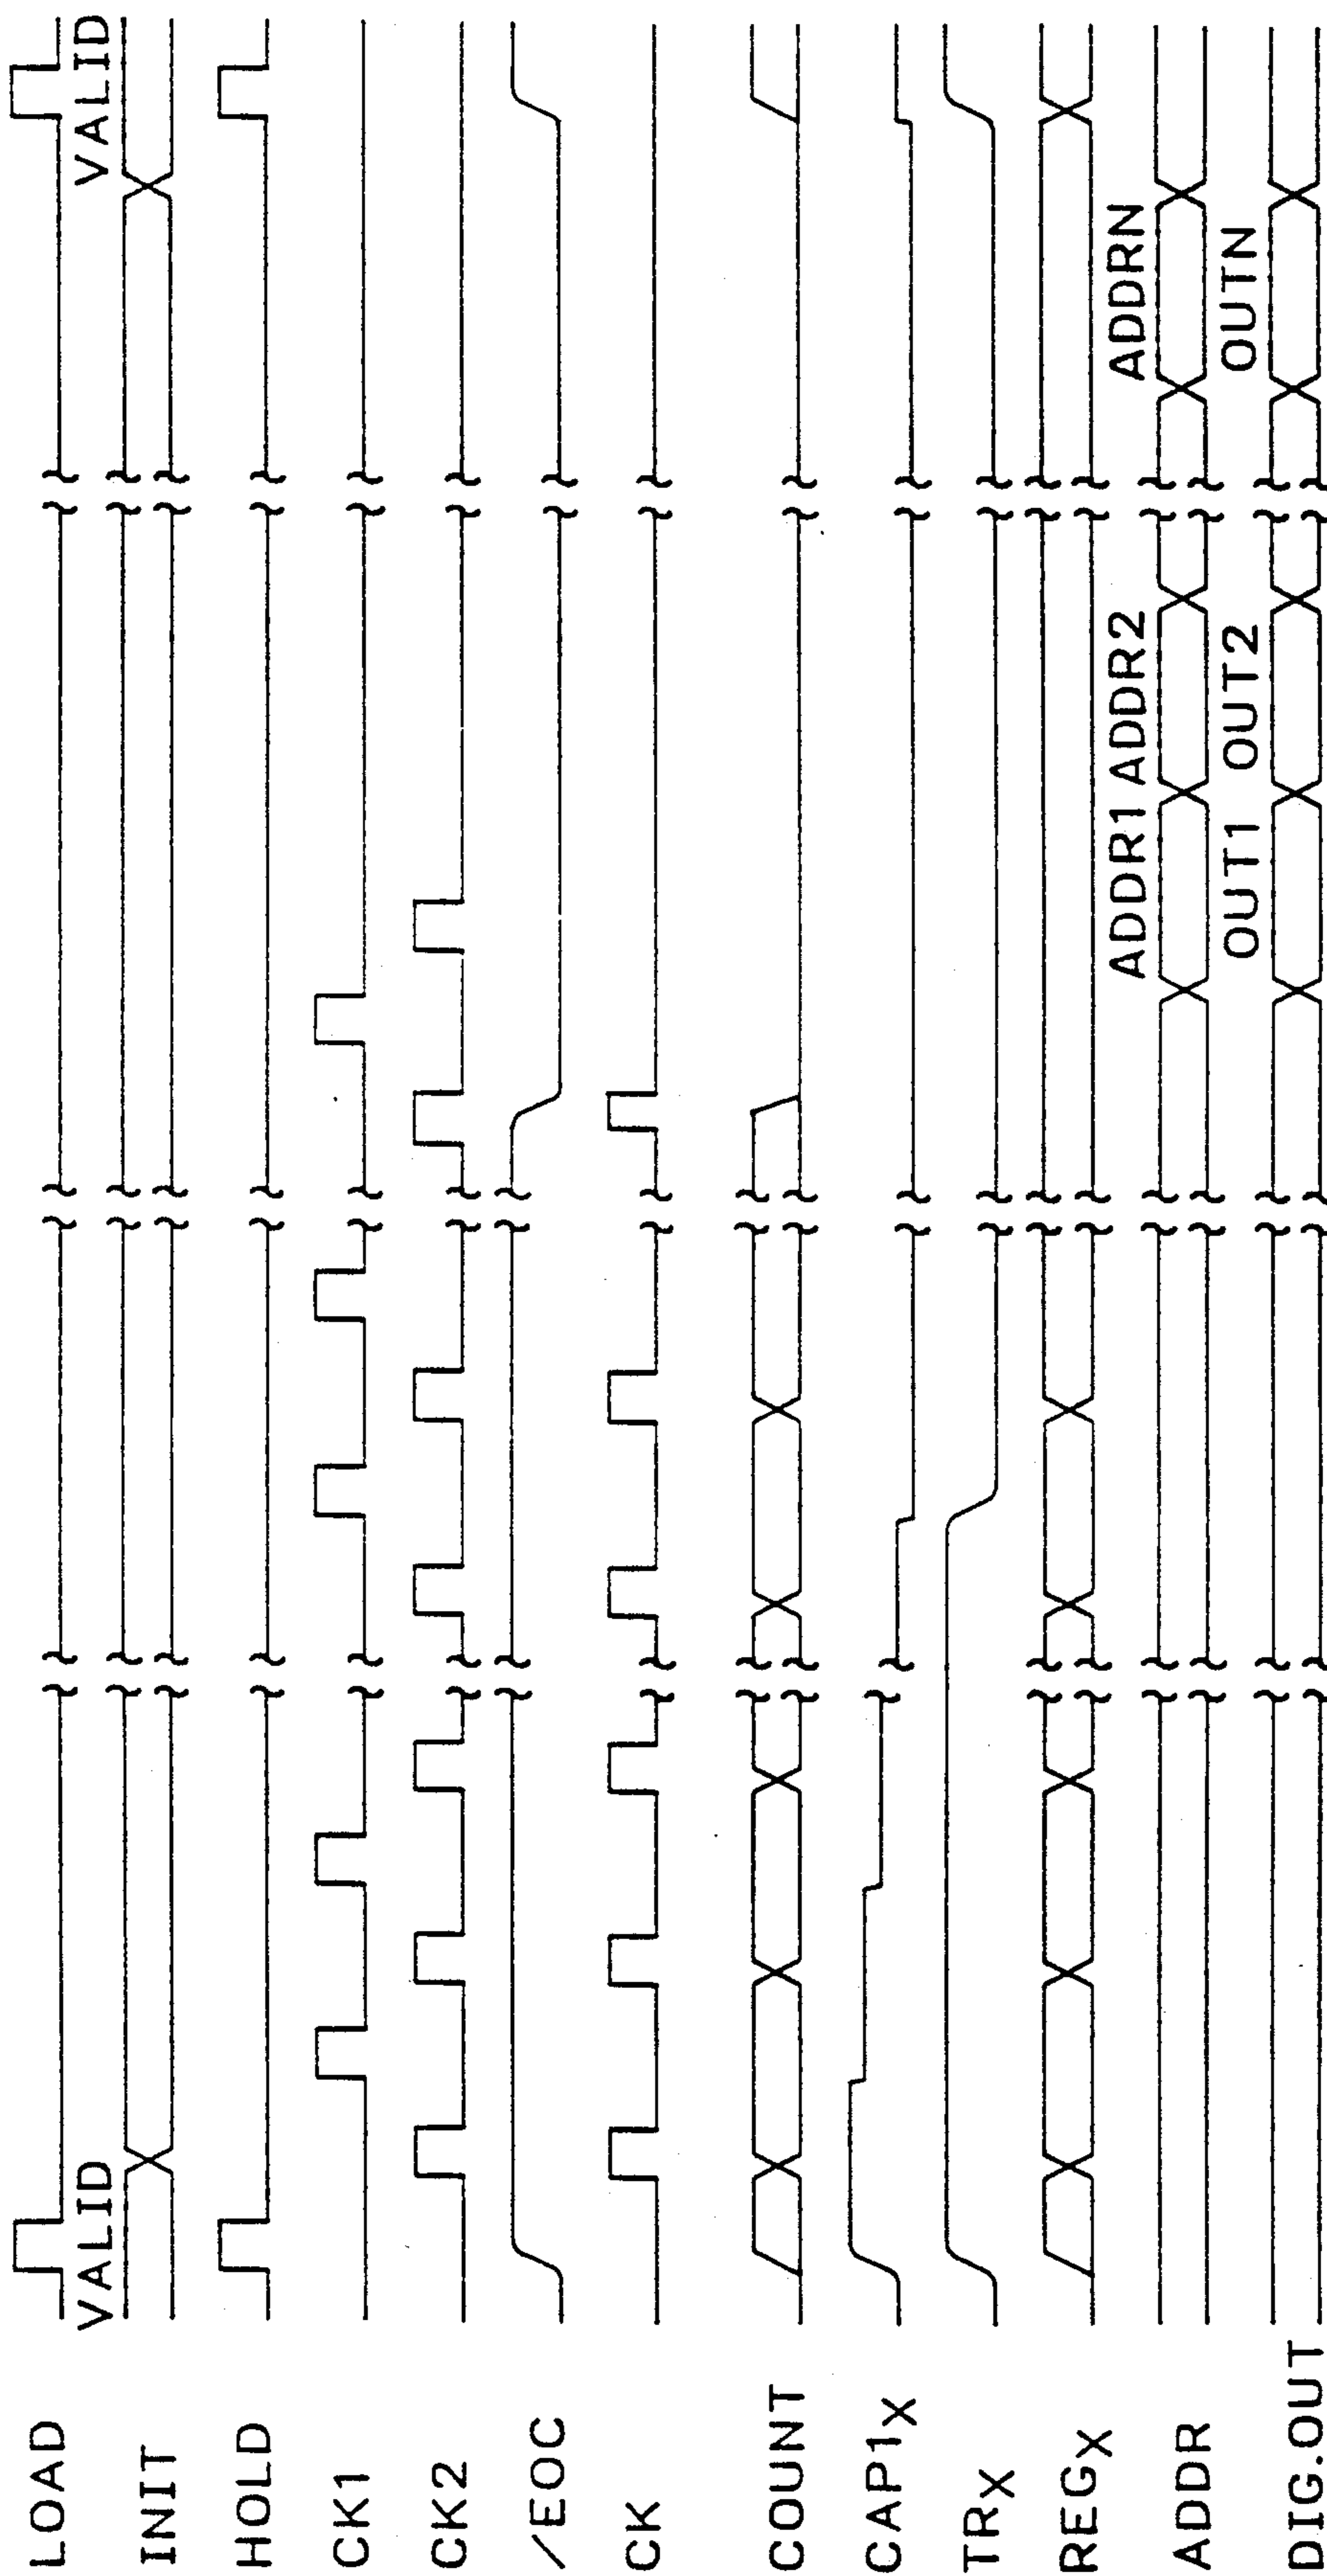 LOAD
VALID
VALID
INIT
HOLD
CK1
CK2
/EOC
CK
COUNT
CAP1X
TRX
REGX
ADDR1 ADDR2
ADDRN
ADDR
OUT1 OUT2
OUTN
DIG.OUT